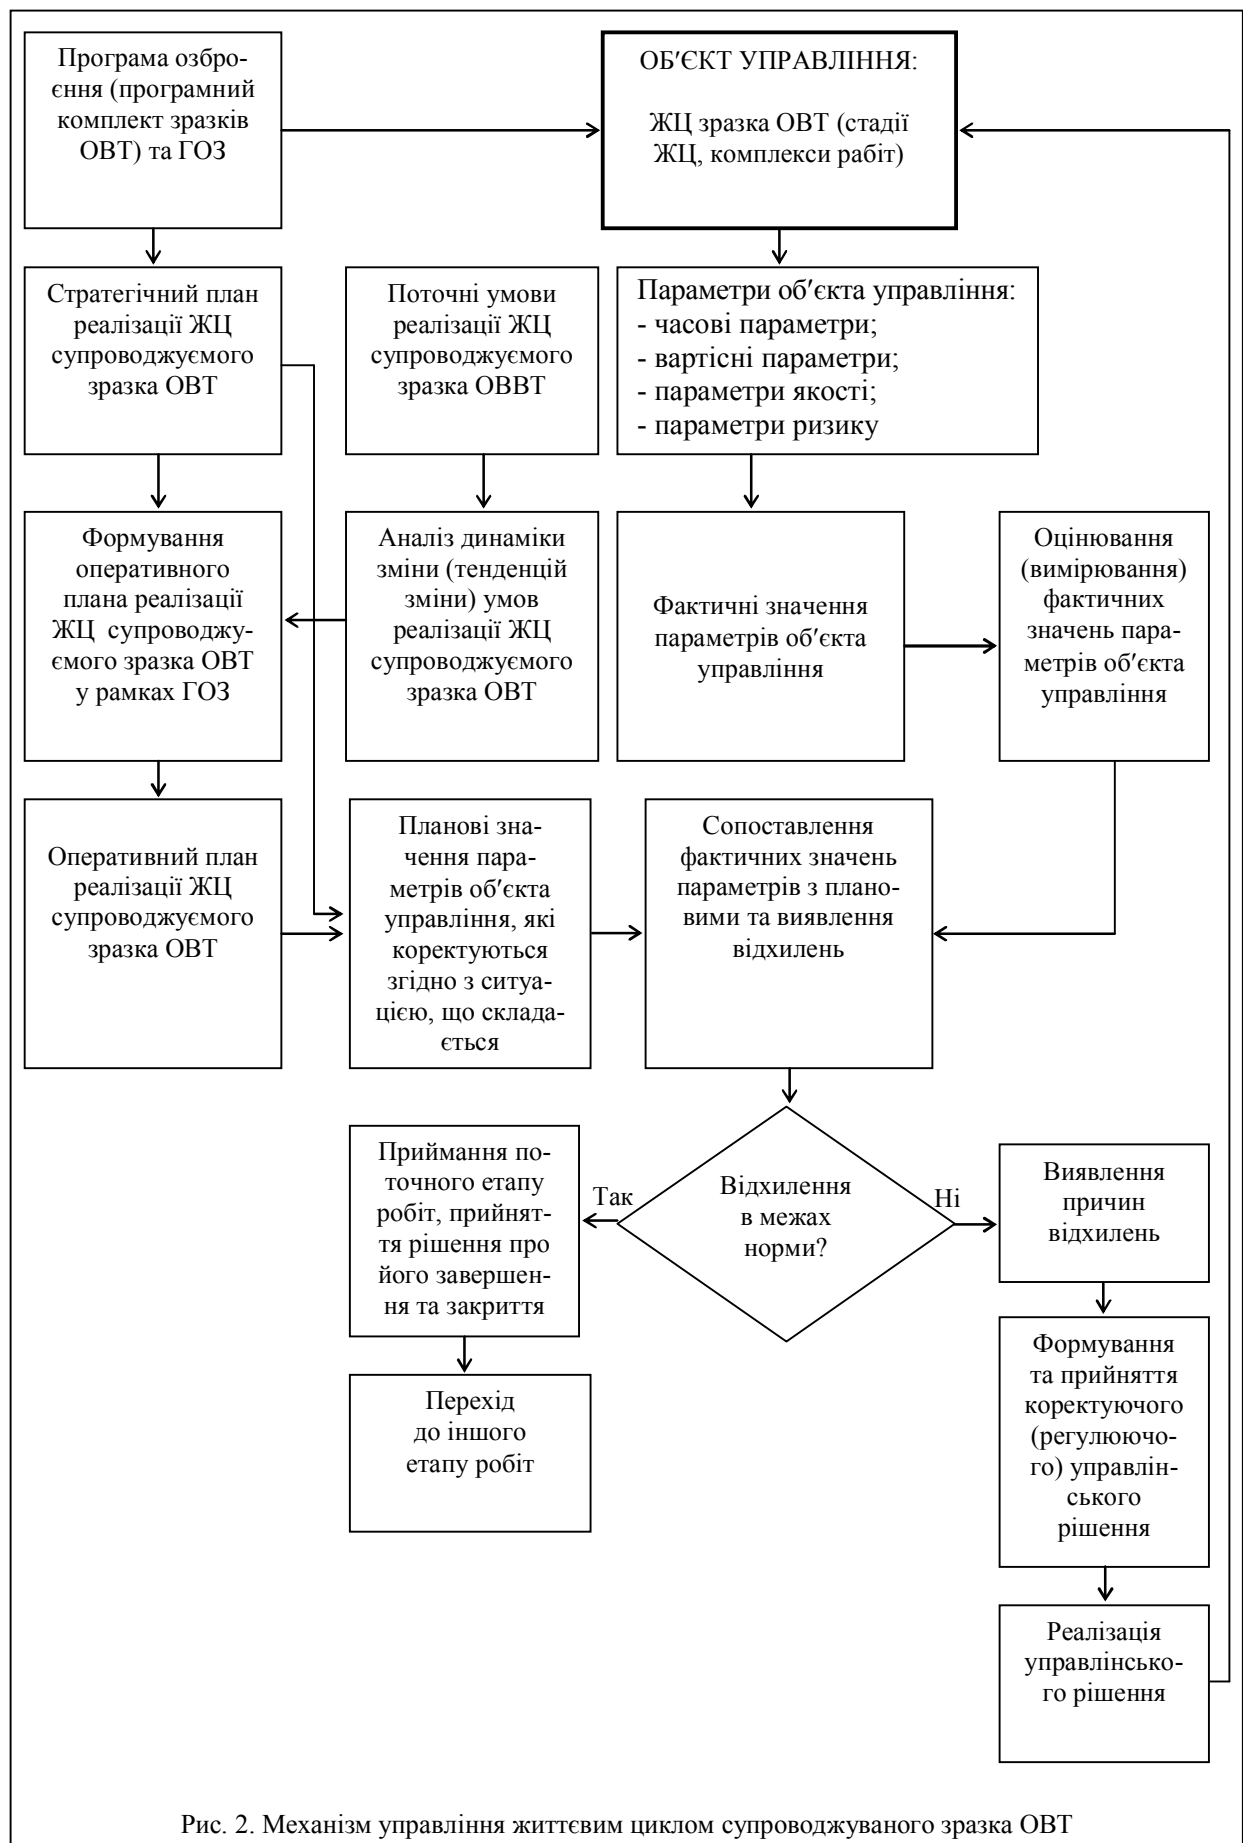 Програма озбро-
єння (програмний
комплект зразків
ОВТ) та ГОЗ
ОБ′ЄКТ УПРАВЛІННЯ:
ЖЦ зразка ОВТ (стадії
ЖЦ, комплекси рабіт)
Стратегічний план
реалізації ЖЦ
супроводжуємого
зразка ОВТ
Поточні умови
реалізації ЖЦ
супроводжуємого
зразка ОВВТ
Параметри об′єкта управління:
- часові параметри;
- вартісні параметри;
- параметри якості;
- параметри ризику
Формування
оперативного
плана реалізації
ЖЦ супроводжу-
ємого зразка ОВТ
у рамках ГОЗ
Аналіз динаміки
зміни (тенденцій
зміни) умов
реалізації ЖЦ
супроводжуємого
зразка ОВТ
Фактичні значення
параметрів об′єкта
управління
Оцінювання
(вимірювання)
фактичних
значень пара-
метрів об′єкта
управління
Оперативний план
реалізації ЖЦ
супроводжуємого
зразка ОВТ
Планові зна-
чення пара-
метрів об′єкта
управління, які
коректуються
згідно з ситуа-
цією, що склада-
ється
Сопоставлення
фактичних значень
параметрів з плано-
вими та виявлення
відхилень
Приймання по-
точного етапу
робіт, прийнят-
тя рішення про
його завершен-
ня та закриття
Так
Відхилення
в межах
норми?
Ні
Виявлення
причин
відхилень
Перехід
до іншого
етапу робіт
Формування
та прийняття
коректуючого
(регулюючо-
го) управлін-
ського
рішення
Реалізація
управлінсько-
го рішення
Рис. 2. Механізм управління життєвим циклом супроводжуваного зразка ОВТ